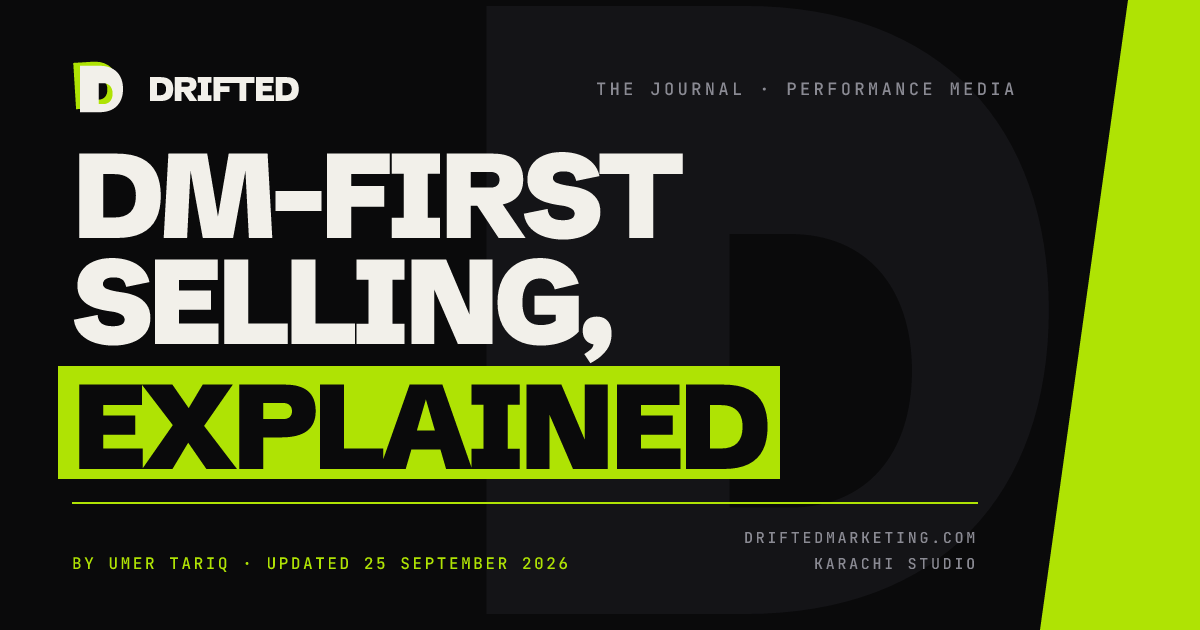 DRIFTED
THE JOURNAL · PERFORMANCE MEDIA
DM-FIRST
SELLING,
EXPLAINED
DRIFTEDMARKETING.COM
BY UMER TARIQ · UPDATED 25 SEPTEMBER 2026
KARACHI STUDIO